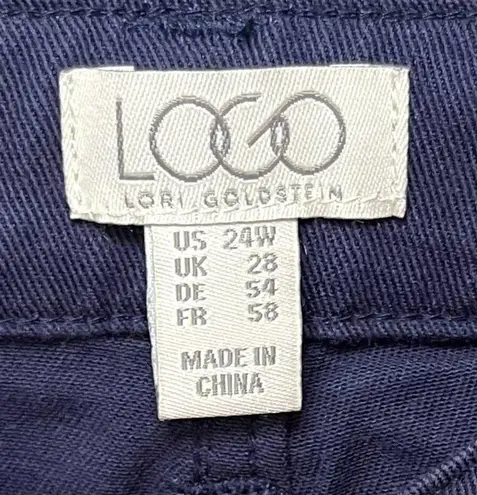 LOGO
LORI GOLDSTEIN
US 24W
UK 28
DE 54
FR 58
MADE IN
CHINA